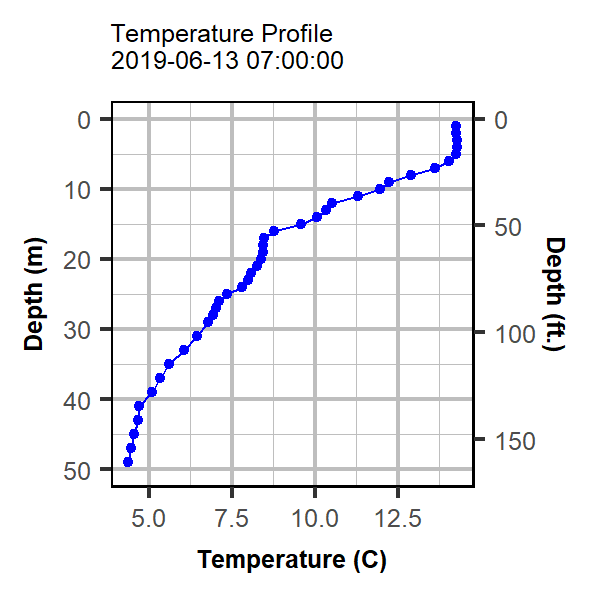 Temperature Profile
2019-06-13 07:00:00
0
10
20
30
40
50
Depth (m)
0
50
100
150
Depth (ft.)
5.0 7.5 10.0 12.5
Temperature (C)